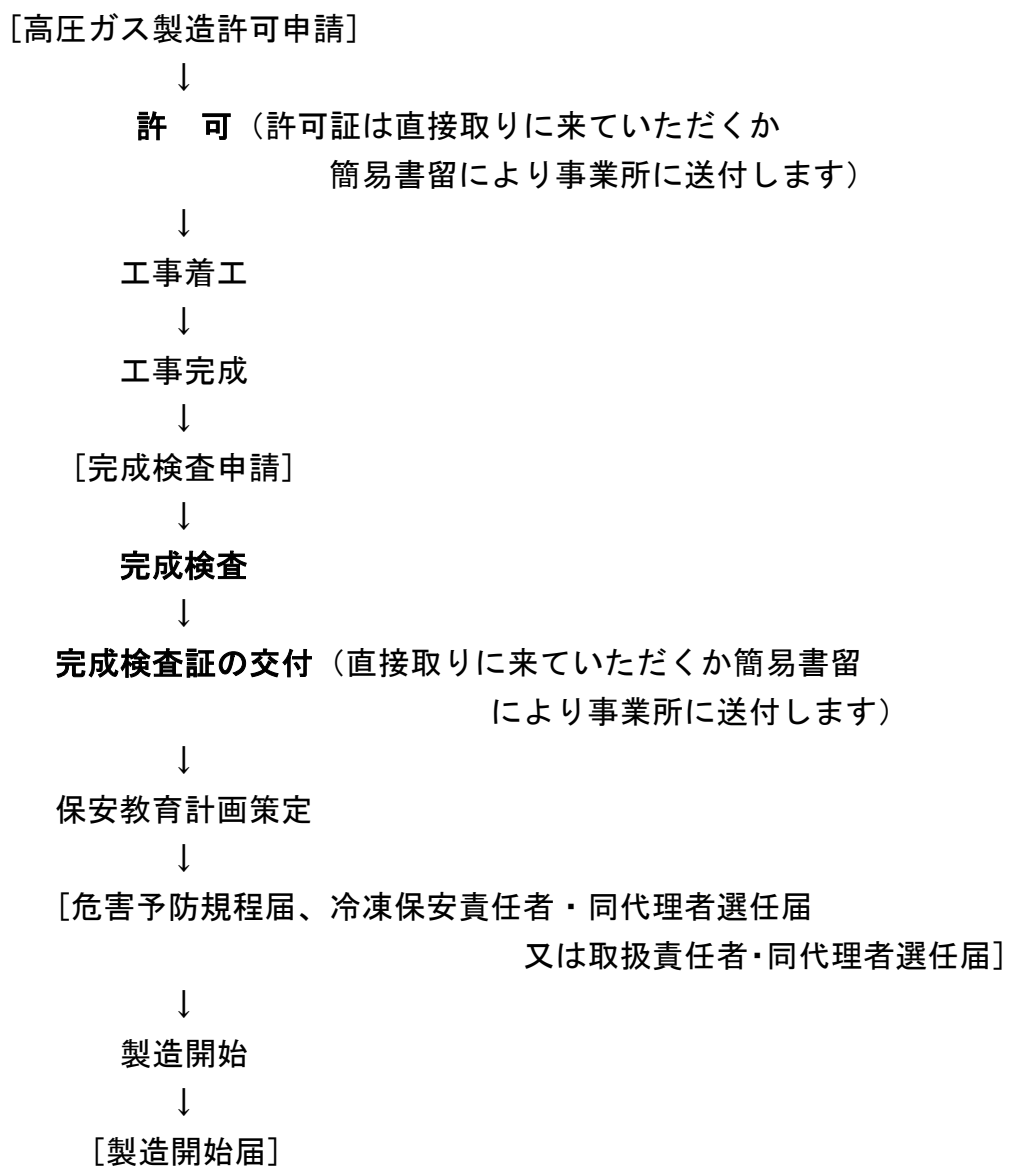 [高圧ガス製造許可申請]
↓
許　可（許可証は直接取りに来ていただくか
簡易書留により事業所に送付します）
↓
工事着工
↓
工事完成
↓
[完成検査申請]
↓
完成検査
↓
完成検査証の交付（直接取りに来ていただくか簡易書留
により事業所に送付します）
↓
保安教育計画策定
↓
[危害予防規程届、冷凍保安責任者・同代理者選任届
又は取扱責任者・同代理者選任届]
↓
製造開始
↓
[製造開始届]